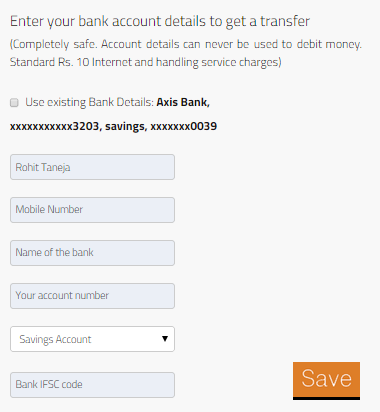 Enter your bank account details to get a transfer
(Completely safe. Account details can never be used to debit money.
Standard Rs. 10 Internet and handling service charges)
Use existing Bank Details: Axis Bank,
xxxxxxxxxxx3203, savings, xxxxxxx0039
Rohit Taneja
Mobile Number
Name of the bank
Your account number
Savings Account
Bank IFSC code
Save